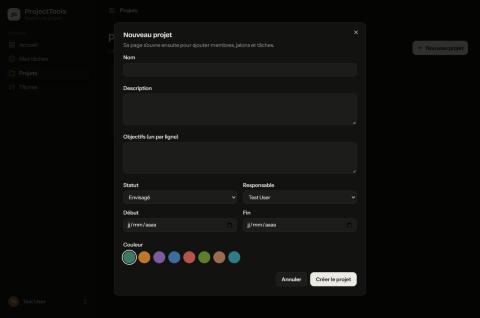 ProjectTools
Projets
Accueil
Mes tâches
Projets
Tâches
Nouveau projet
Nouveau projet
Sa page s'ouvre ensuite pour ajouter membres, jalons et tâches.
Nom
Description
Objectifs (un par ligne)
Statut
Responsable
Envisagé
Test User
Début
Fin
jj/mm/aaaa
jj/mm/aaaa
Couleur
Annuler
Créer le projet
Test User